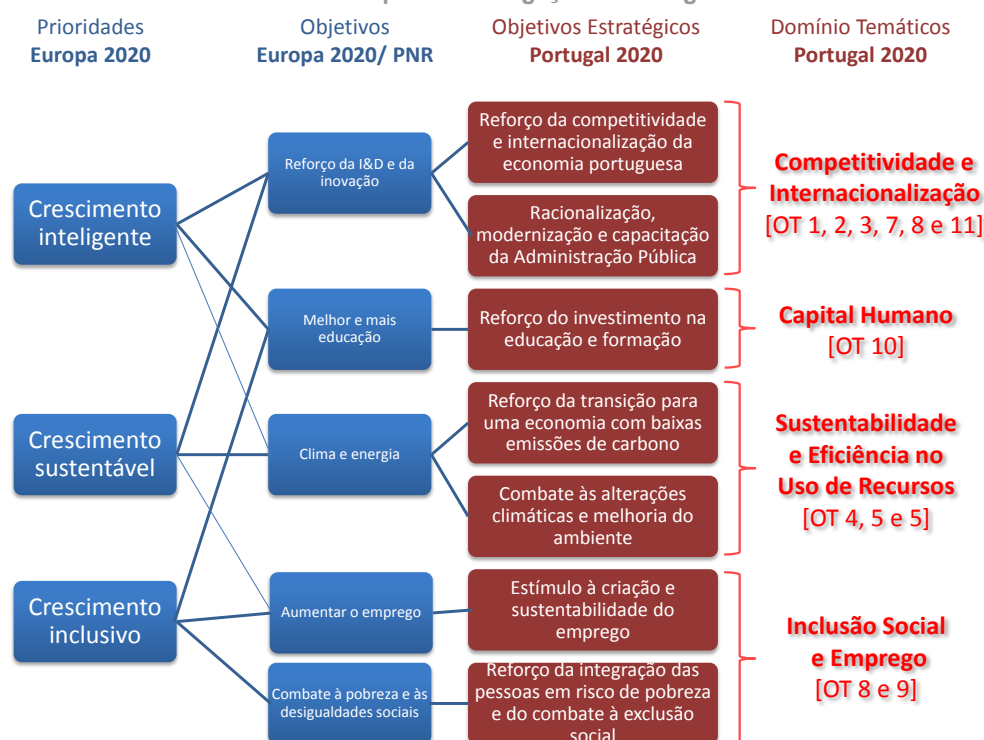 Prioridades
Europa 2020
Objetivos
Europa 2020/ PNR
Objetivos Estratégicos
Portugal 2020
Domínio Temáticos
Portugal 2020
Crescimento
inteligente
Crescimento
sustentável
Crescimento
inclusivo
Reforço da I&D e da
inovação
Melhor e mais
educação
Clima e energia
Aumentar o emprego
Combate à pobreza e às
desigualdades sociais
Reforço da competitividade
e internacionalização da
economia portuguesa
Racionalização,
modernização e capacitação
da Administração Pública
Reforço do investimento na
educação e formação
Reforço da transição para
uma economia com baixas
emissões de carbono
Combate às alterações
climáticas e melhoria do
ambiente
Estímulo à criação e
sustentabilidade do
emprego
Reforço da integração das
pessoas em risco de pobreza
e do combate à exclusão
social
Competitividade e
Internacionalização
[OT 1, 2, 3, 7, 8 e 11]
Capital Humano
[OT 10]
Sustentabilidade
e Eficiência no
Uso de Recursos
[OT 4, 5 e 5]
Inclusão Social
e Emprego
[OT 8 e 9]